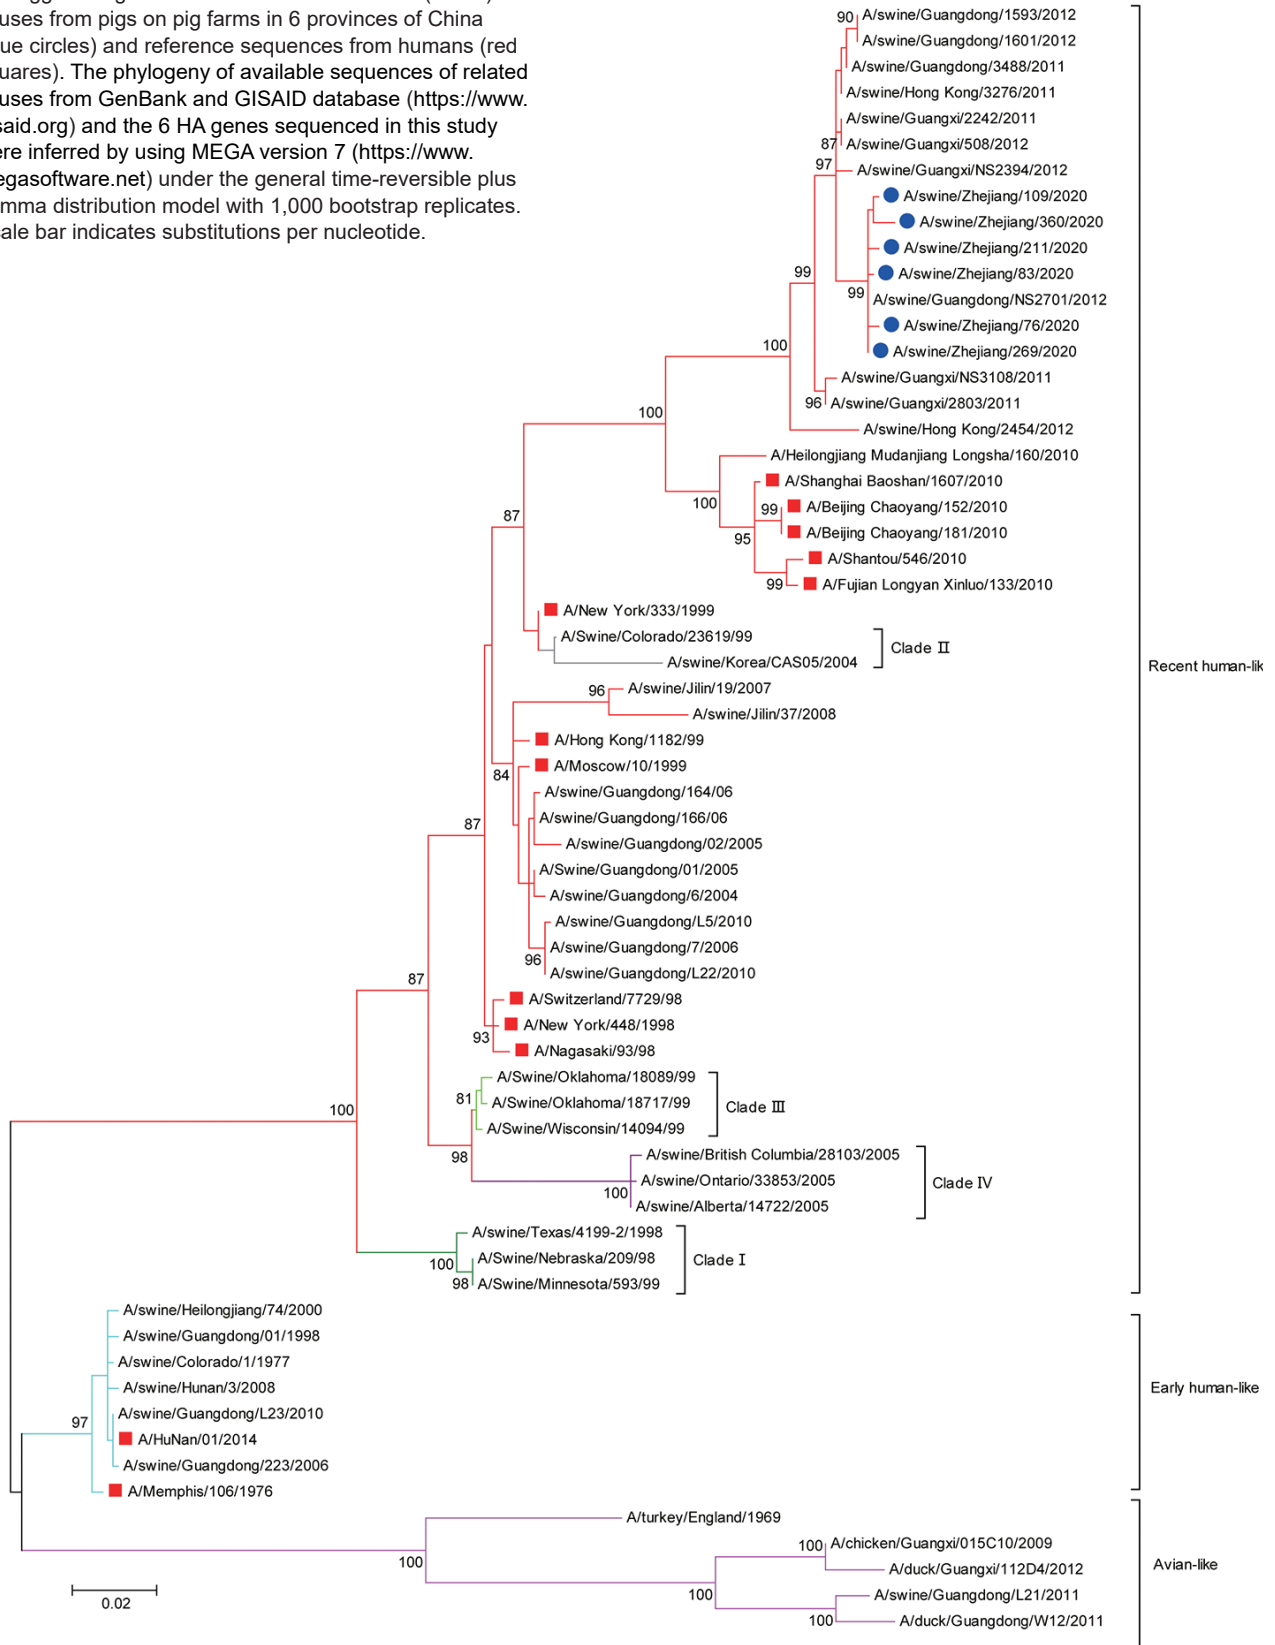 uses from pigs on pig farms in 6 provinces of China
ue circles) and reference sequences from humans (red
uares). The phylogeny of available sequences of related
uses from GenBank and GISAID database (https://www.
said.org) and the 6 HA genes sequenced in this study
ere inferred by using MEGA version 7 (https://www.
egasoftware.net) under the general time-reversible plus
mma distribution model with 1,000 bootstrap replicates.
ale bar indicates substitutions per nucleotide.
90 A/swine/Guangdong/1593/2012
A/swine/Guangdong/1601/2012
A/swine/Guangdong/3488/2011
A/swine/Hong Kong/3276/2011
A/swine/Guangxi/2242/2011
87 A/swine/Guangxi/508/2012
97 A/swine/Guangxi/NS2394/2012
A/swine/Zhejiang/109/2020
A/swine/Zhejiang/360/2020
A/swine/Zhejiang/211/2020
99 A/swine/Zhejiang/83/2020
99 A/swine/Guangdong/NS2701/2012
A/swine/Zhejiang/76/2020
100 A/swine/Zhejiang/269/2020
A/swine/Guangxi/NS3108/2011
96 A/swine/Guangxi/2803/2011
100
A/swine/Hong Kong/2454/2012
A/Heilongjiang Mudanjiang Longsha/160/2010
A/Shanghai Baoshan/1607/2010
100 99 A/Beijing Chaoyang/152/2010
87
95 A/Beijing Chaoyang/181/2010
A/Shantou/546/2010
99 A/Fujian Longyan Xinluo/133/2010
A/New York/333/1999
A/Swine/Colorado/23619/99
Clade II
A/swine/Korea/CAS05/2004
Recent human-lik
96 A/swine/Jilin/19/2007
A/swine/Jilin/37/2008
A/Hong Kong/1182/99
A/Moscow/10/1999
84
A/swine/Guangdong/164/06
A/swine/Guangdong/166/06
87
A/swine/Guangdong/02/2005
A/Swine/Guangdong/01/2005
A/swine/Guangdong/6/2004
A/swine/Guangdong/L5/2010
A/swine/Guangdong/7/2006
96
A/swine/Guangdong/L22/2010
87
A/Switzerland/7729/98
A/New York/448/1998
93
A/Nagasaki/93/98
A/Swine/Oklahoma/18089/99
81 A/Swine/Oklahoma/18717/99
Clade III
100
A/Swine/Wisconsin/14094/99
98 A/swine/British Columbia/28103/2005
A/swine/Ontario/33853/2005
Clade IV
100
A/swine/Alberta/14722/2005
A/swine/Texas/4199-2/1998
A/Swine/Nebraska/209/98
Clade I
100
98 A/Swine/Minnesota/593/99
A/swine/Heilongjiang/74/2000
A/swine/Guangdong/01/1998
A/swine/Colorado/1/1977
A/swine/Hunan/3/2008
Early human-like
A/swine/Guangdong/L23/2010
97
A/HuNan/01/2014
A/swine/Guangdong/223/2006
A/Memphis/106/1976
A/turkey/England/1969
100 A/chicken/Guangxi/015C10/2009
100
Avian-like
A/duck/Guangxi/112D4/2012
100 A/swine/Guangdong/L21/2011
0.02
100 A/duck/Guangdong/W12/2011